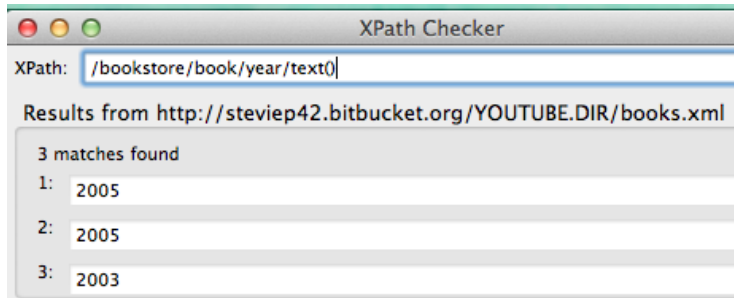 XPath Checker
XPath: /bookstore/book/year/text()
Results from http://steviep42.bitbucket.org/YOUTUBE.DIR/books.xml
3 matches found
1: 2005
2: 2005
3: 2003